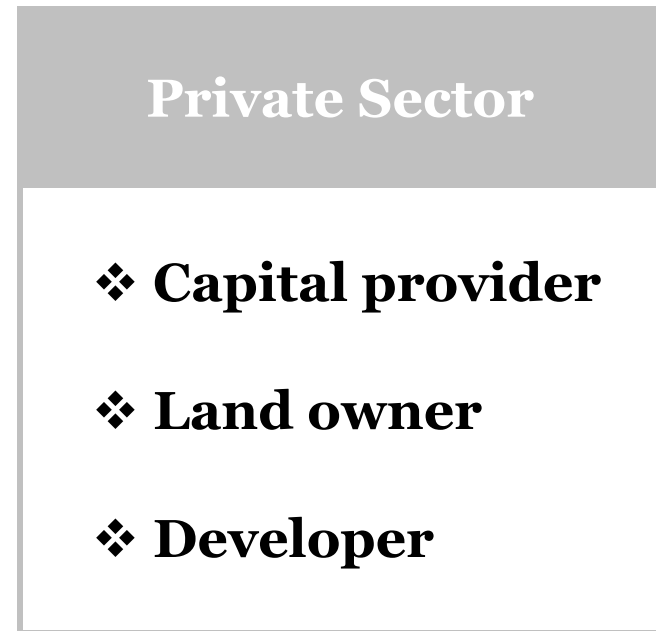 Private Sector
❖ Capital provider
❖ Land owner
❖ Developer